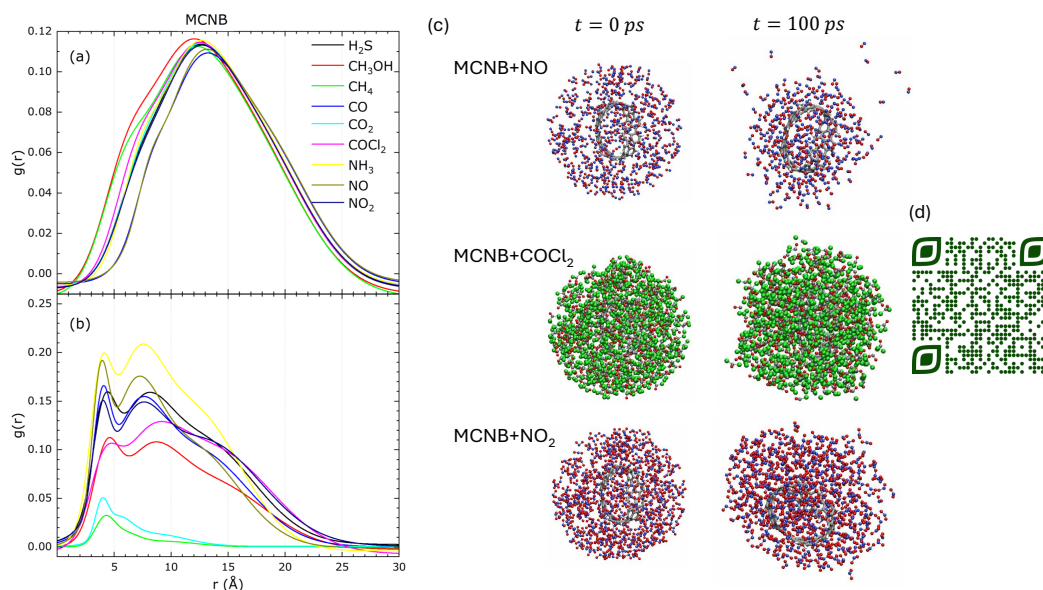 MCNB
(a)
g(r)
0.12
0.10
0.08
0.06
0.04
0.02
0.00
H₂S
CH₃OH
CH₄
CO
CO₂
COCl₂
NH₃
NO
NO₂
(b)
g(r)
0.25
0.20
0.15
0.10
0.05
0.00
0 5 10 15 20 25 30
r (Å)
(c)
t = 0 ps t = 100 ps
MCNB+NO
MCNB+COCl₂
MCNB+NO₂
(d)